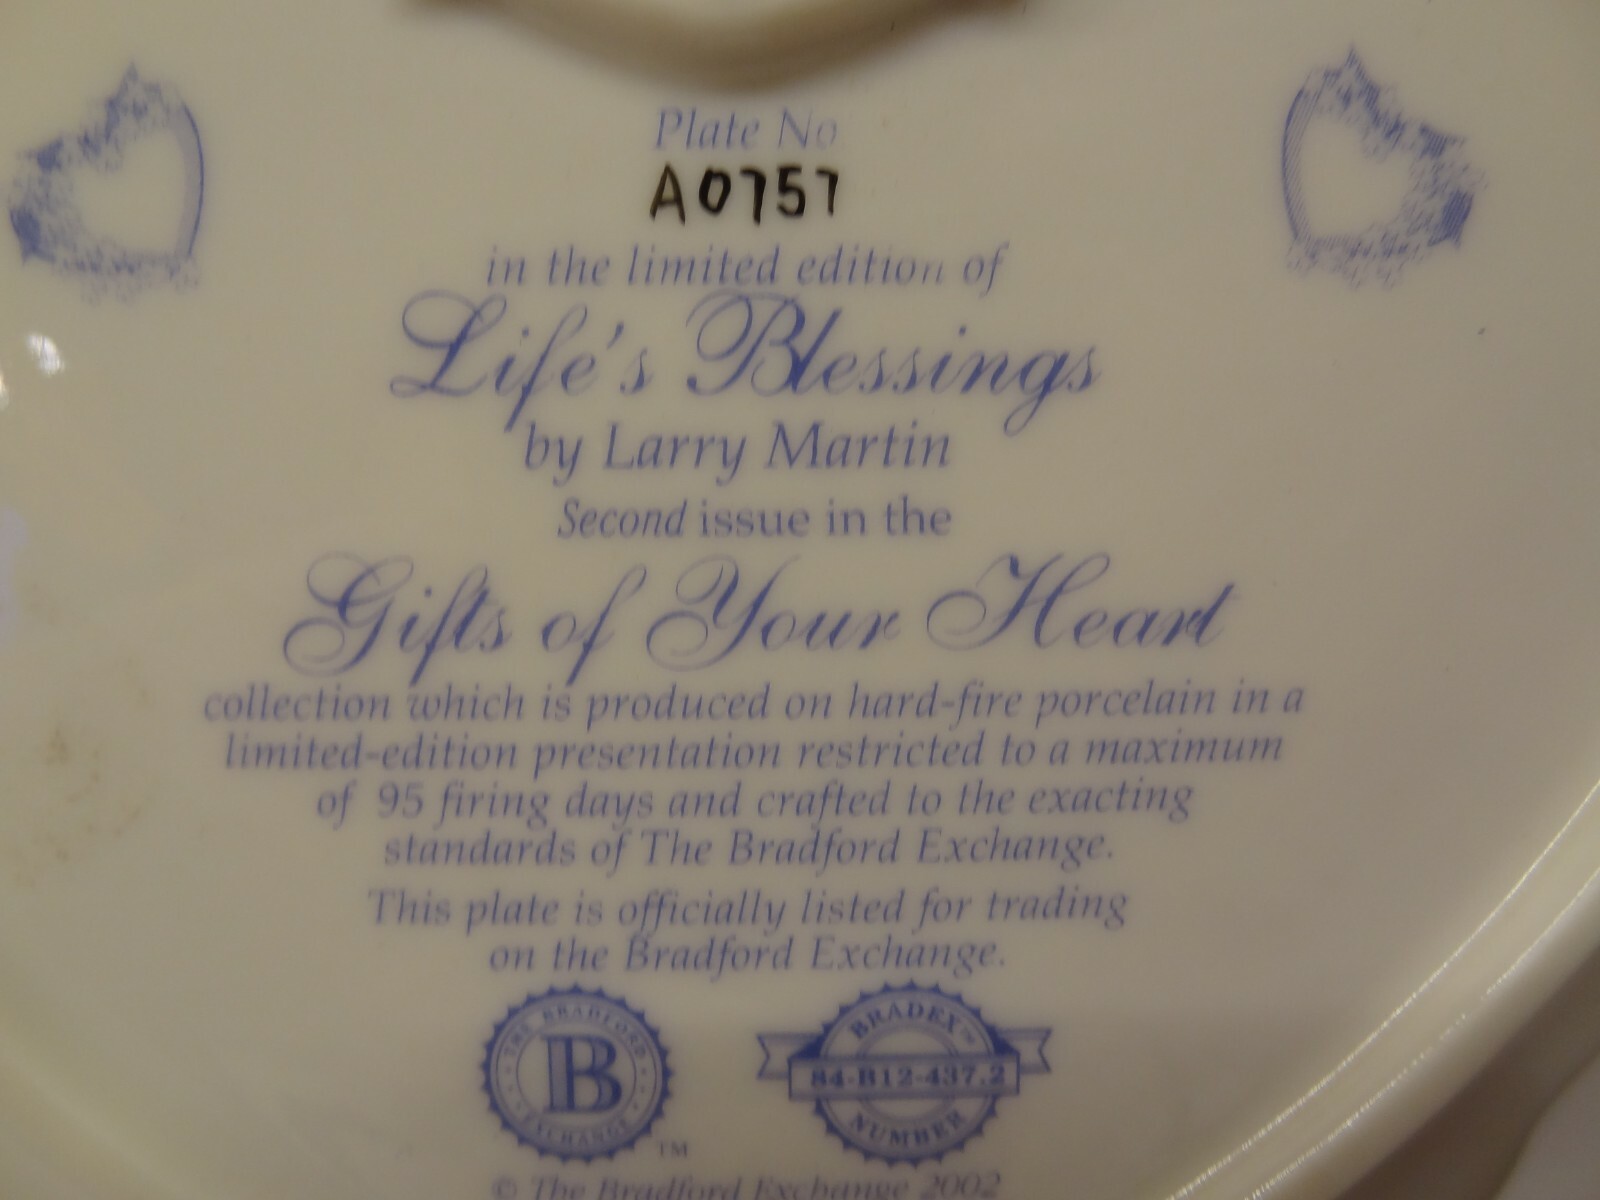 Plate No
A0757
in the limited edition of
Life's Blessings
by Larry Martin
Second issue in the
Gifts of Your Heart
collection which is produced on hard-fire porcelain in a
limited-edition presentation restricted to a maximum
of 95 firing days and crafted to the exacting
standards of The Bradford Exchange.
This plate is officially listed for trading
on the Bradford Exchange.
THE BRADFORD
B
EXCHANGE
TM
BRADEX™
84-B12-437.2
NUMBER
© The Bradford Exchange 2002